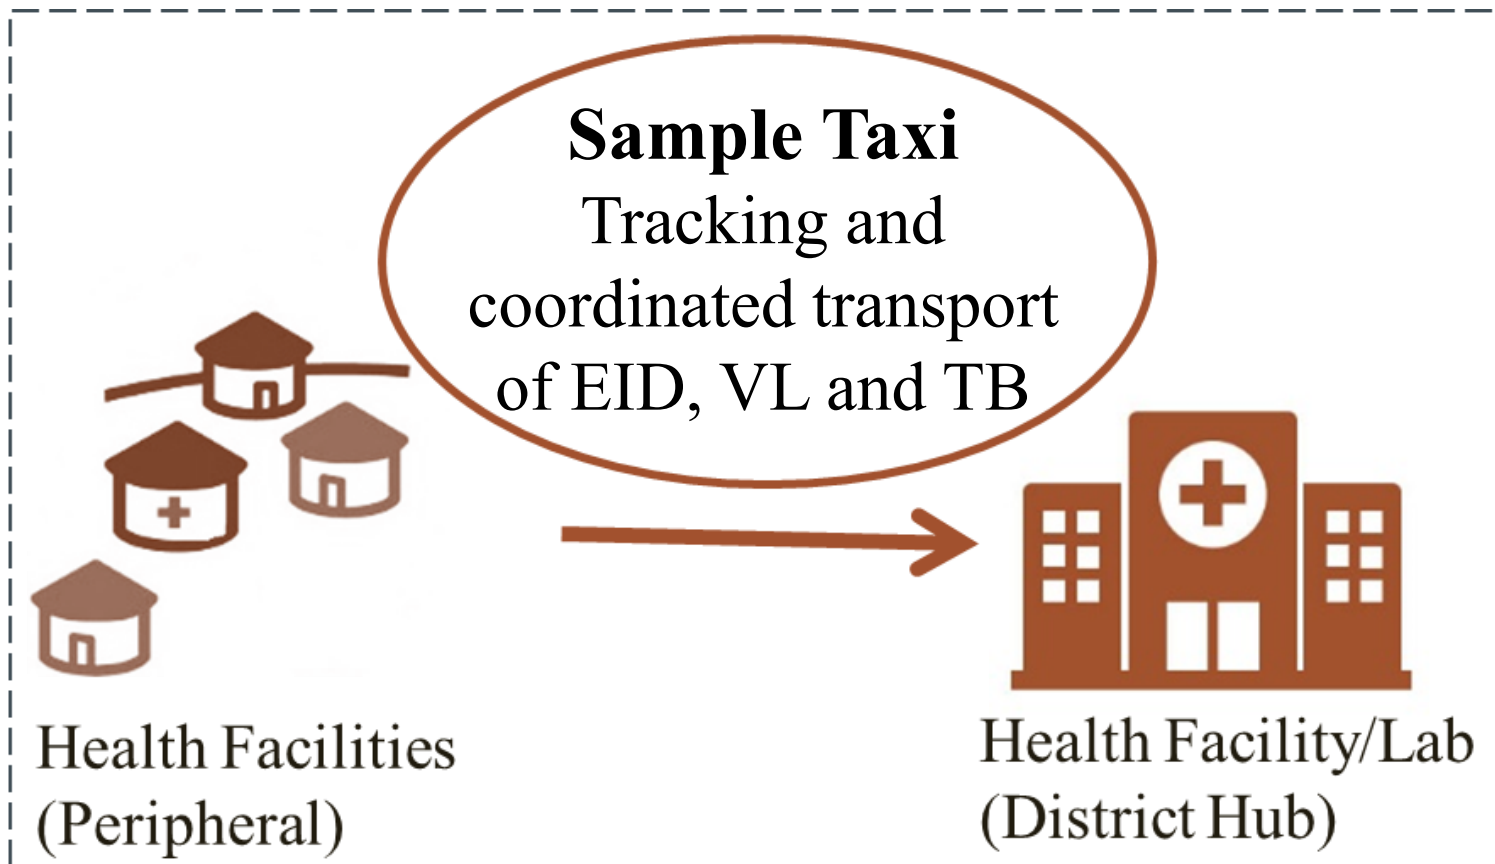 Sample Taxi
Tracking and
coordinated transport
of EID, VL and TB
Health Facilities
(Peripheral)
Health Facility/Lab
(District Hub)